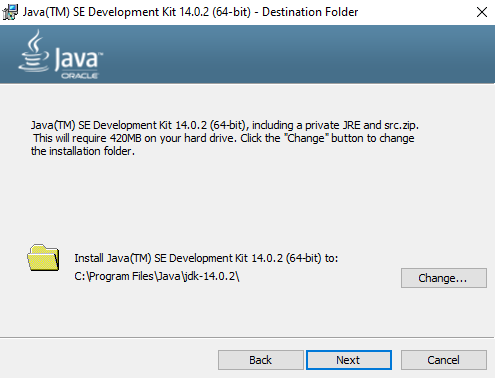 Java(TM) SE Development Kit 14.0.2 (64-bit) - Destination Folder
Java
ORACLE
Java(TM) SE Development Kit 14.0.2 (64-bit), including a private JRE and src.zip.
This will require 420MB on your hard drive. Click the "Change" button to change
the installation folder.
Install Java(TM) SE Development Kit 14.0.2 (64-bit) to:
C:\Program Files\Java\jdk-14.0.2\
Change...
Back
Next
Cancel